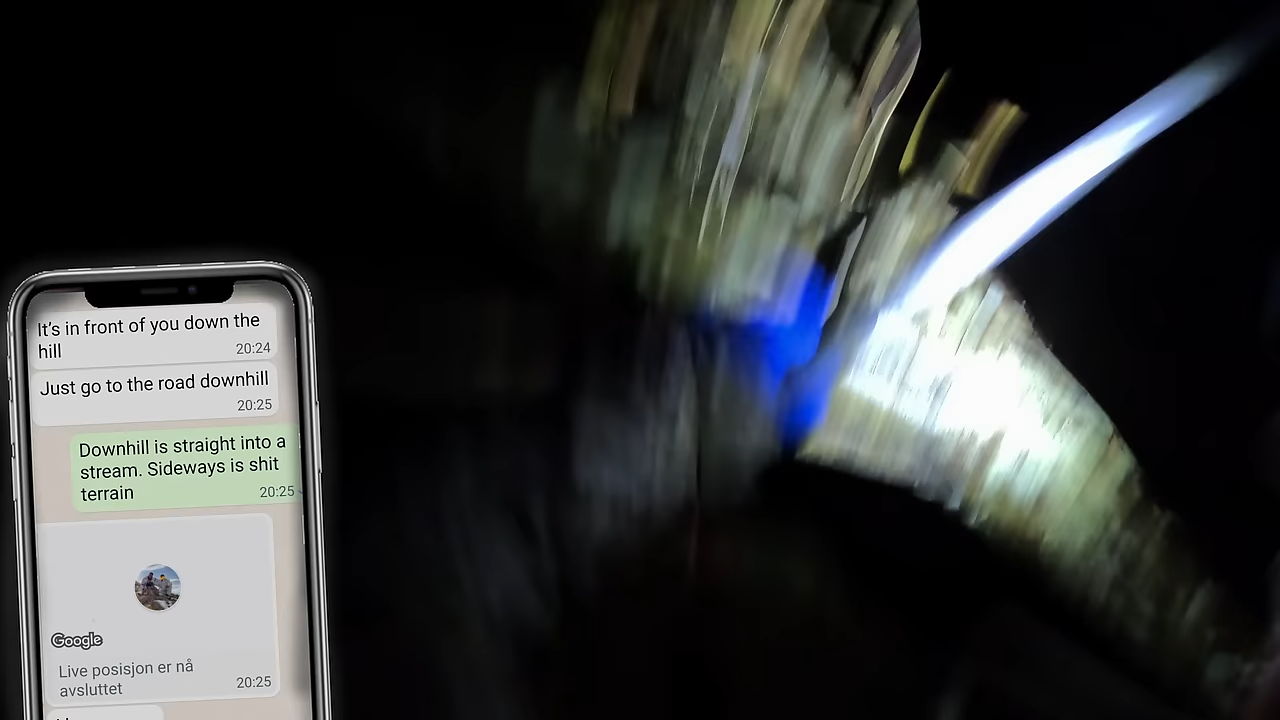 It's in front of you down the
hill
20:24
Just go to the road downhill
20:25
Downhill is straight into a
stream. Sideways is shit
terrain
20:25
Google
Live posisjon er nå
avsluttet
20:25